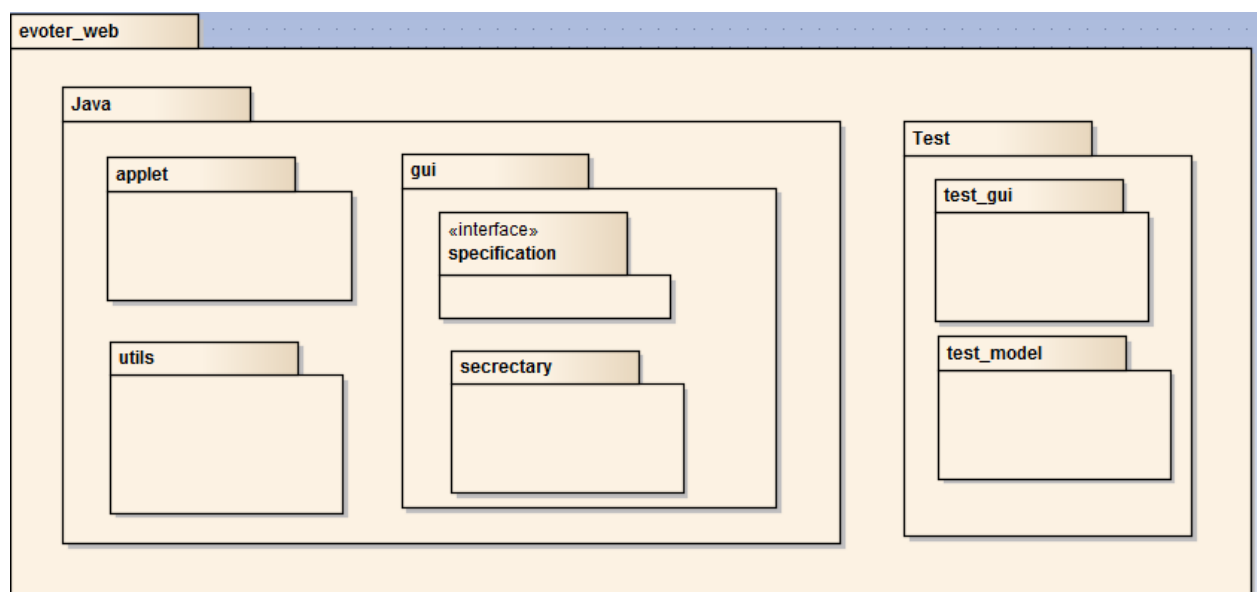 evoter_web
Java
applet
utils
gui
«interface»
specification
secrectary
Test
test_gui
test_model